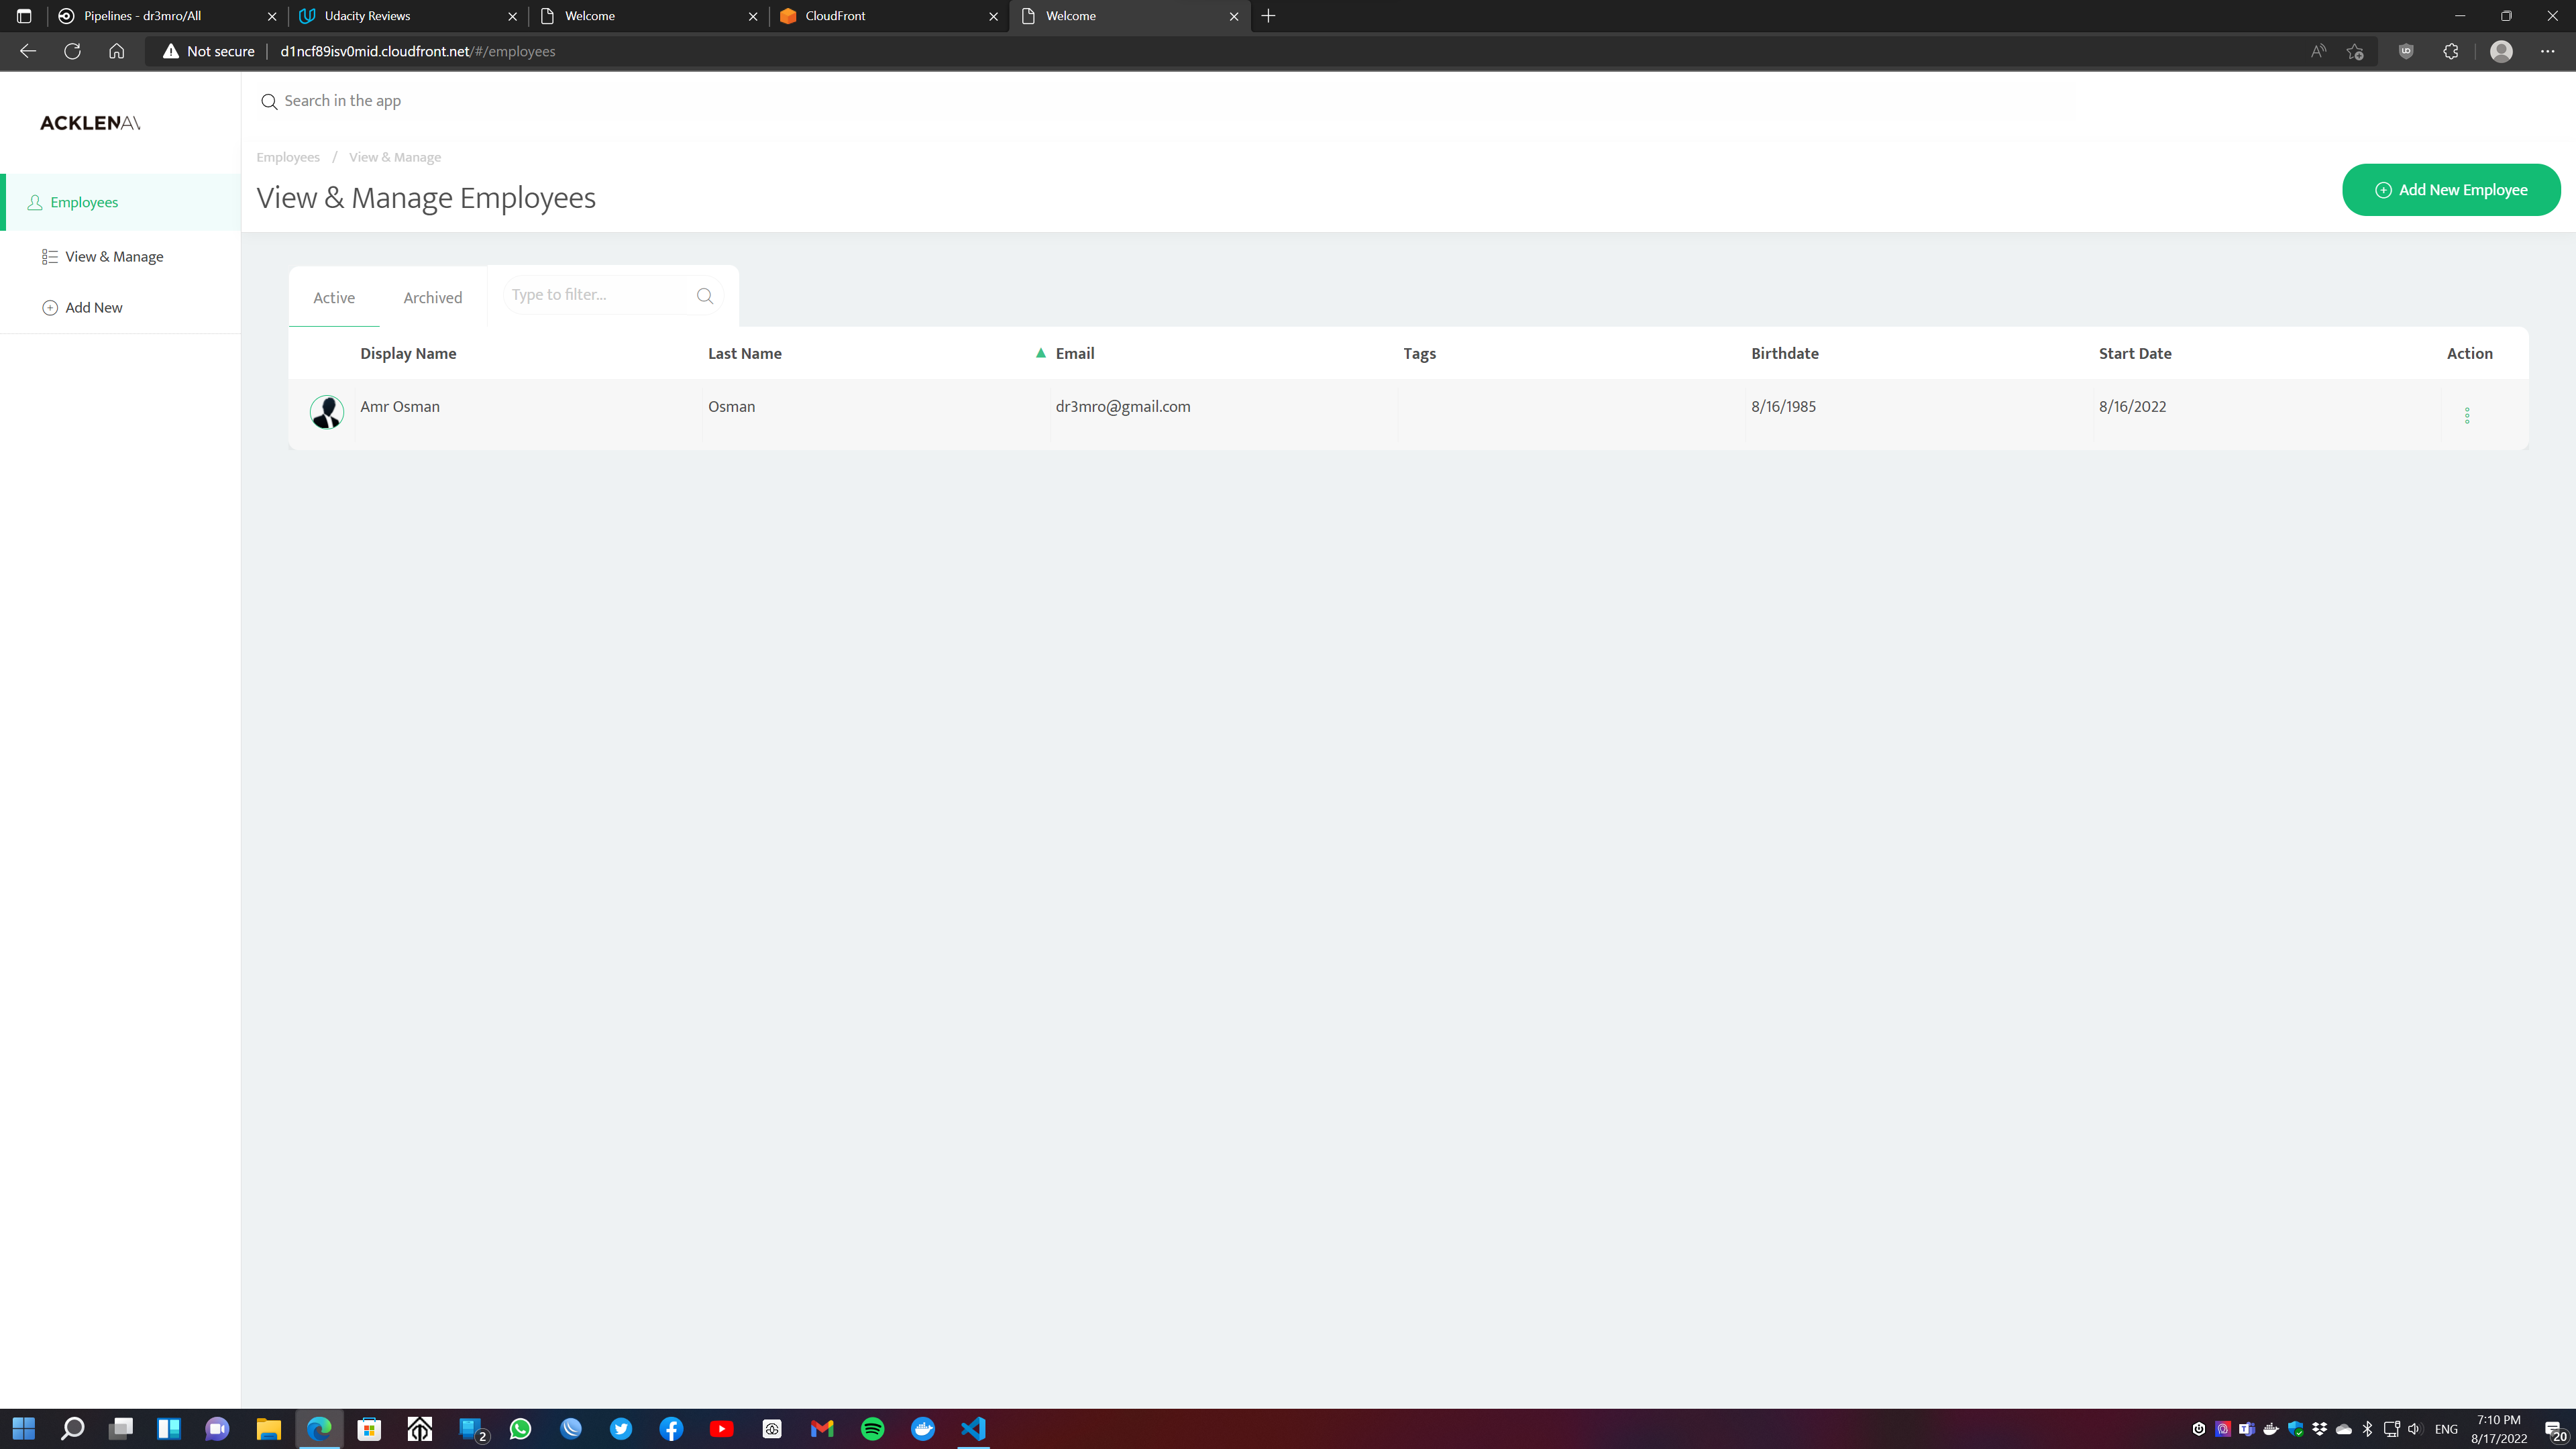 Pipelines - dr3mro/All
Udacity Reviews
Welcome
CloudFront
Welcome
Not secure
d1ncf89isv0mid.cloudfront.net/#/employees
ACKLENAV
Search in the app
Employees / View & Manage
View & Manage Employees
Add New Employee
Employees
View & Manage
Add New
Active
Archived
Type to filter...
Display Name
Last Name
Email
Tags
Birthdate
Start Date
Action
Amr Osman
Osman
dr3mro@gmail.com
8/16/1985
8/16/2022
2
ENG
7:10 PM
8/17/2022
20